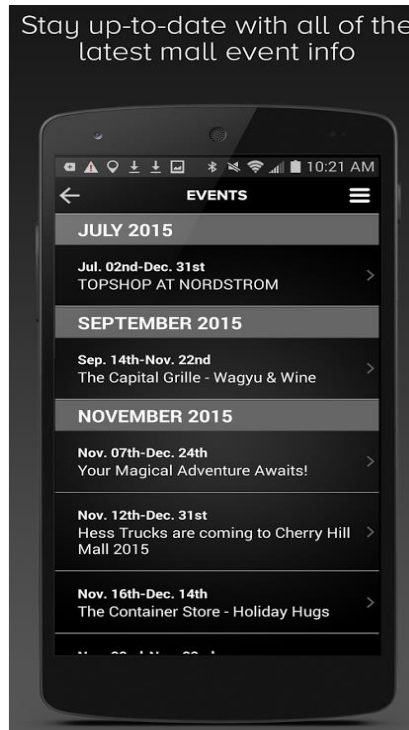 Stay up-to-date with all of the
latest mall event info
10:21 AM
EVENTS
JULY 2015
Jul. 02nd-Dec. 31st
TOPSHOP AT NORDSTROM
SEPTEMBER 2015
Sep. 14th-Nov. 22nd
The Capital Grille - Wagyu & Wine
NOVEMBER 2015
Nov. 07th-Dec. 24th
Your Magical Adventure Awaits!
Nov. 12th-Dec. 31st
Hess Trucks are coming to Cherry Hill
Mall 2015
Nov. 16th-Dec. 14th
The Container Store - Holiday Hugs